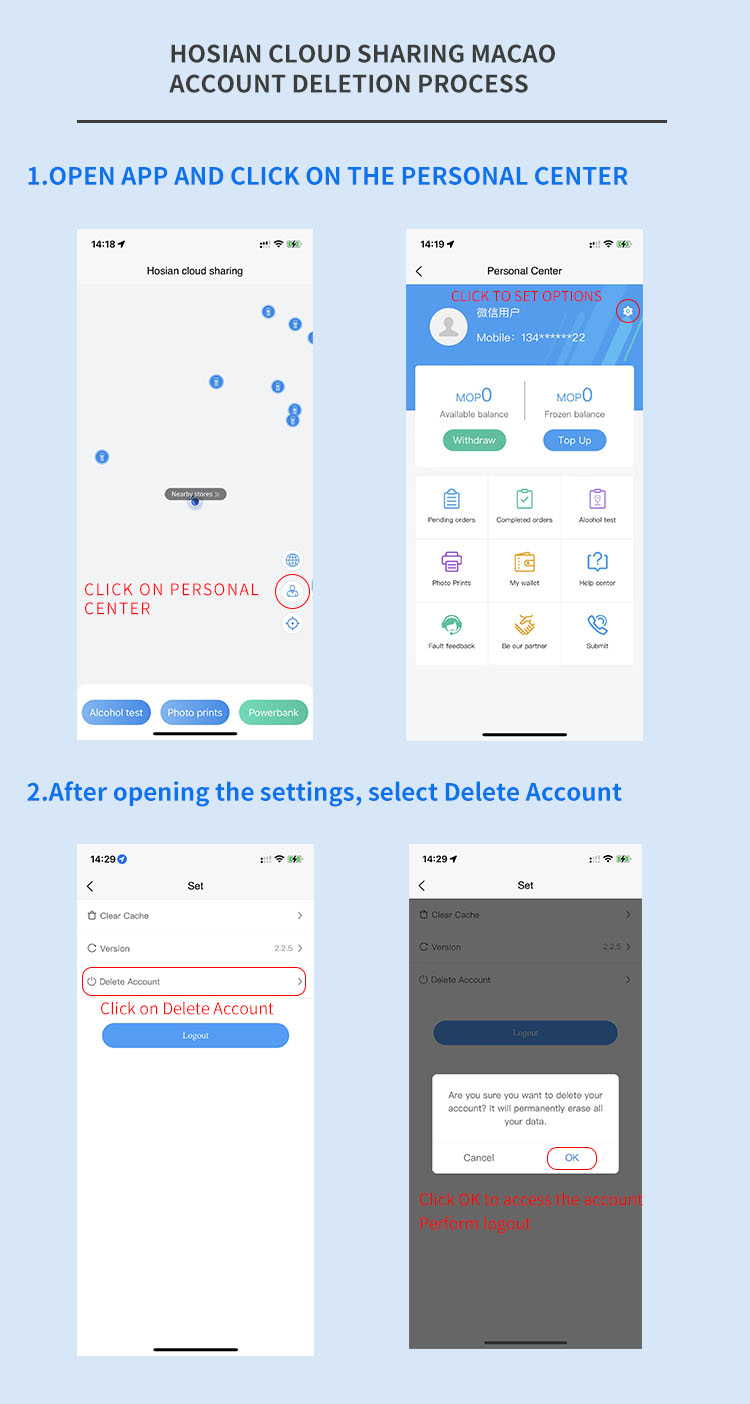 HOSIAN CLOUD SHARING MACAO
ACCOUNT DELETION PROCESS
1.OPEN APP AND CLICK ON THE PERSONAL CENTER
14:18
Hosian cloud sharing
Nearby stores >>
CLICK ON PERSONAL
CENTER
Alcohol test Photo prints Powerbank
14:19
Personal Center
CLICK TO SET OPTIONS
微信用户
Mobile: 134******22
MOP0 MOP0
Available balance Frozen balance
Withdraw Top Up
Pending orders Completed orders Alcohol test
Photo Prints My wallet Help center
Fault feedback Be our partner Submit
2.After opening the settings, select Delete Account
14:29
Set
Clear Cache
Version 2.2.5
Delete Account
Click on Delete Account
Logout
14:29
Set
Clear Cache
Version 2.2.5
Delete Account
Logout
Are you sure you want to delete your
account? It will permanently erase all
your data.
Cancel OK
Click OK to access the account
Perform logout